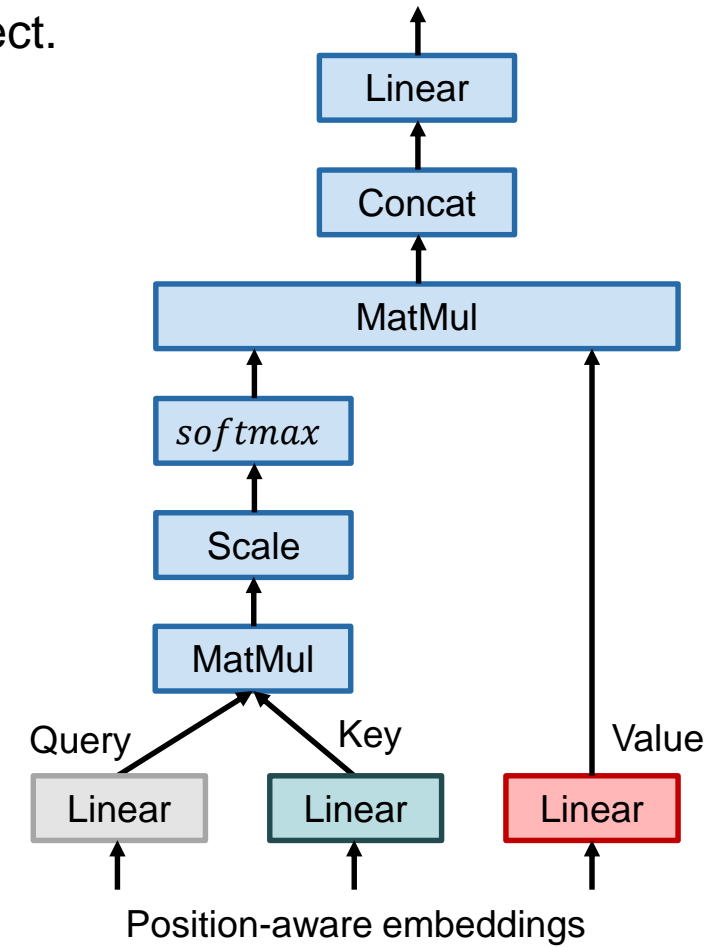 ect.
Linear
Concat
MatMul
softmax
Scale
MatMul
Query Key Value
Linear Linear Linear
Position-aware embeddings